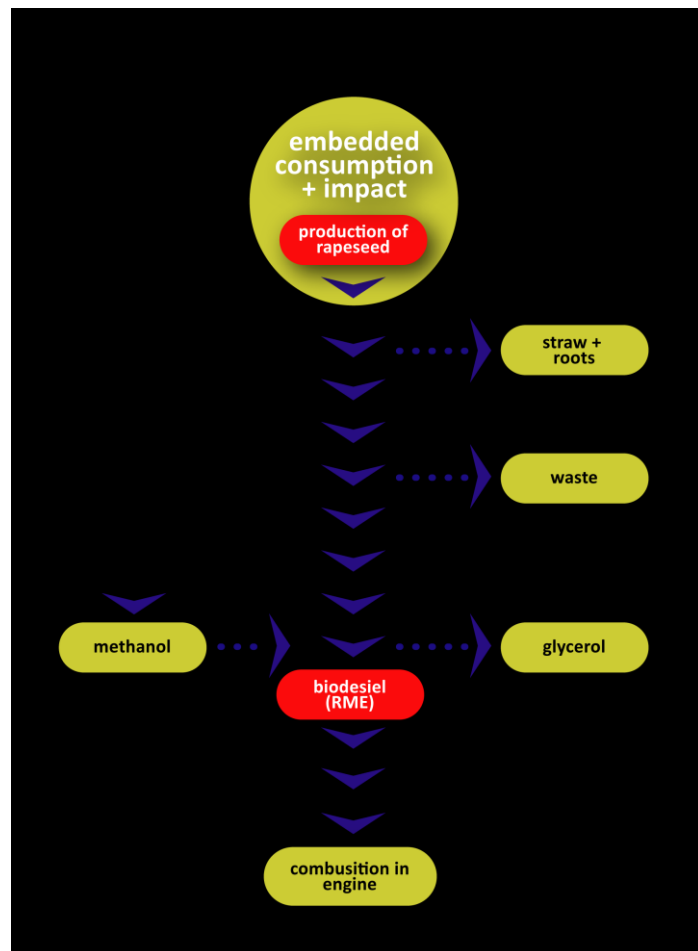 embedded
consumption
+ impact
production of
rapeseed
straw +
roots
waste
methanol
glycerol
biodesiel
(RME)
combusition in
engine